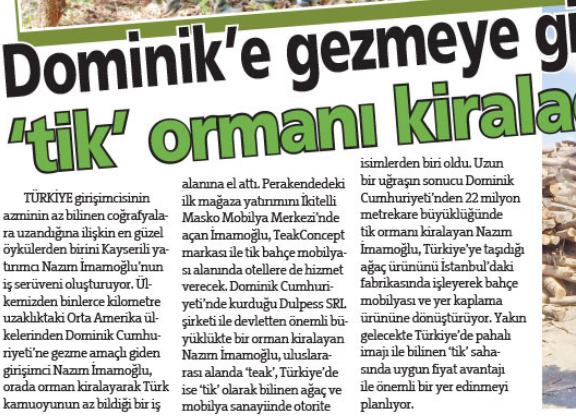 Dominik’e gezmeye
‘tik’ ormanı
TÜRKİYE girişimcisinin
azminin az bilinen coğrafyala-
ra uzandığına ilişkin en güzel
öykülerden birini Kayserili ya-
tırımcı Nazım İmamoğlu’nun
iş serüveni oluşturuyor. Ül-
kemizden binlerce kilometre
uzaklıktaki Orta Amerika ül-
kelerinden Dominik Cumhu-
riyeti’ne gezme amaçlı giden
girişimci Nazım İmamoğlu,
orada orman kiralayarak Türk
kamuoyunun az bildiği bir iş
alanına el attı. Perakendedeki
ilk mağaza yatırımını İkitelli
Masko Mobilya Merkezi’nde
açan İmamoğlu, TeakConcept
markası ile tik bahçe mobilya-
sı alanında otellere de hizmet
verecek. Dominik Cumhuri-
yeti’nde kurduğu Dulpess SRL
şirketi ile devletten önemli bü-
yüklükte bir orman kiralayan
Nazım İmamoğlu, uluslara-
rası alanda ‘teak’, Türkiye’de
ise ‘tik’ olarak bilinen ağaç ve
mobilya sanayiinde otorite
isimlerden biri oldu. Uzun
bir uğraşın sonucu Dominik
Cumhuriyeti’nden 22 milyon
metrekare büyüklüğünde
tik ormanı kiralayan Nazım
İmamoğlu, Türkiye’ye taşıdığı
ağaç ürününü İstanbul’daki
fabrikasında işleyerek bahçe
mobilyası ve yer kaplama
ürününe dönüştürüyor. Yakın
gelecekte Türkiye’de pahalı
imajı ile bilinen ‘tik’ saha-
sında uygun fiyat avantajı
ile önemli bir yer edinmeyi
planlıyor.